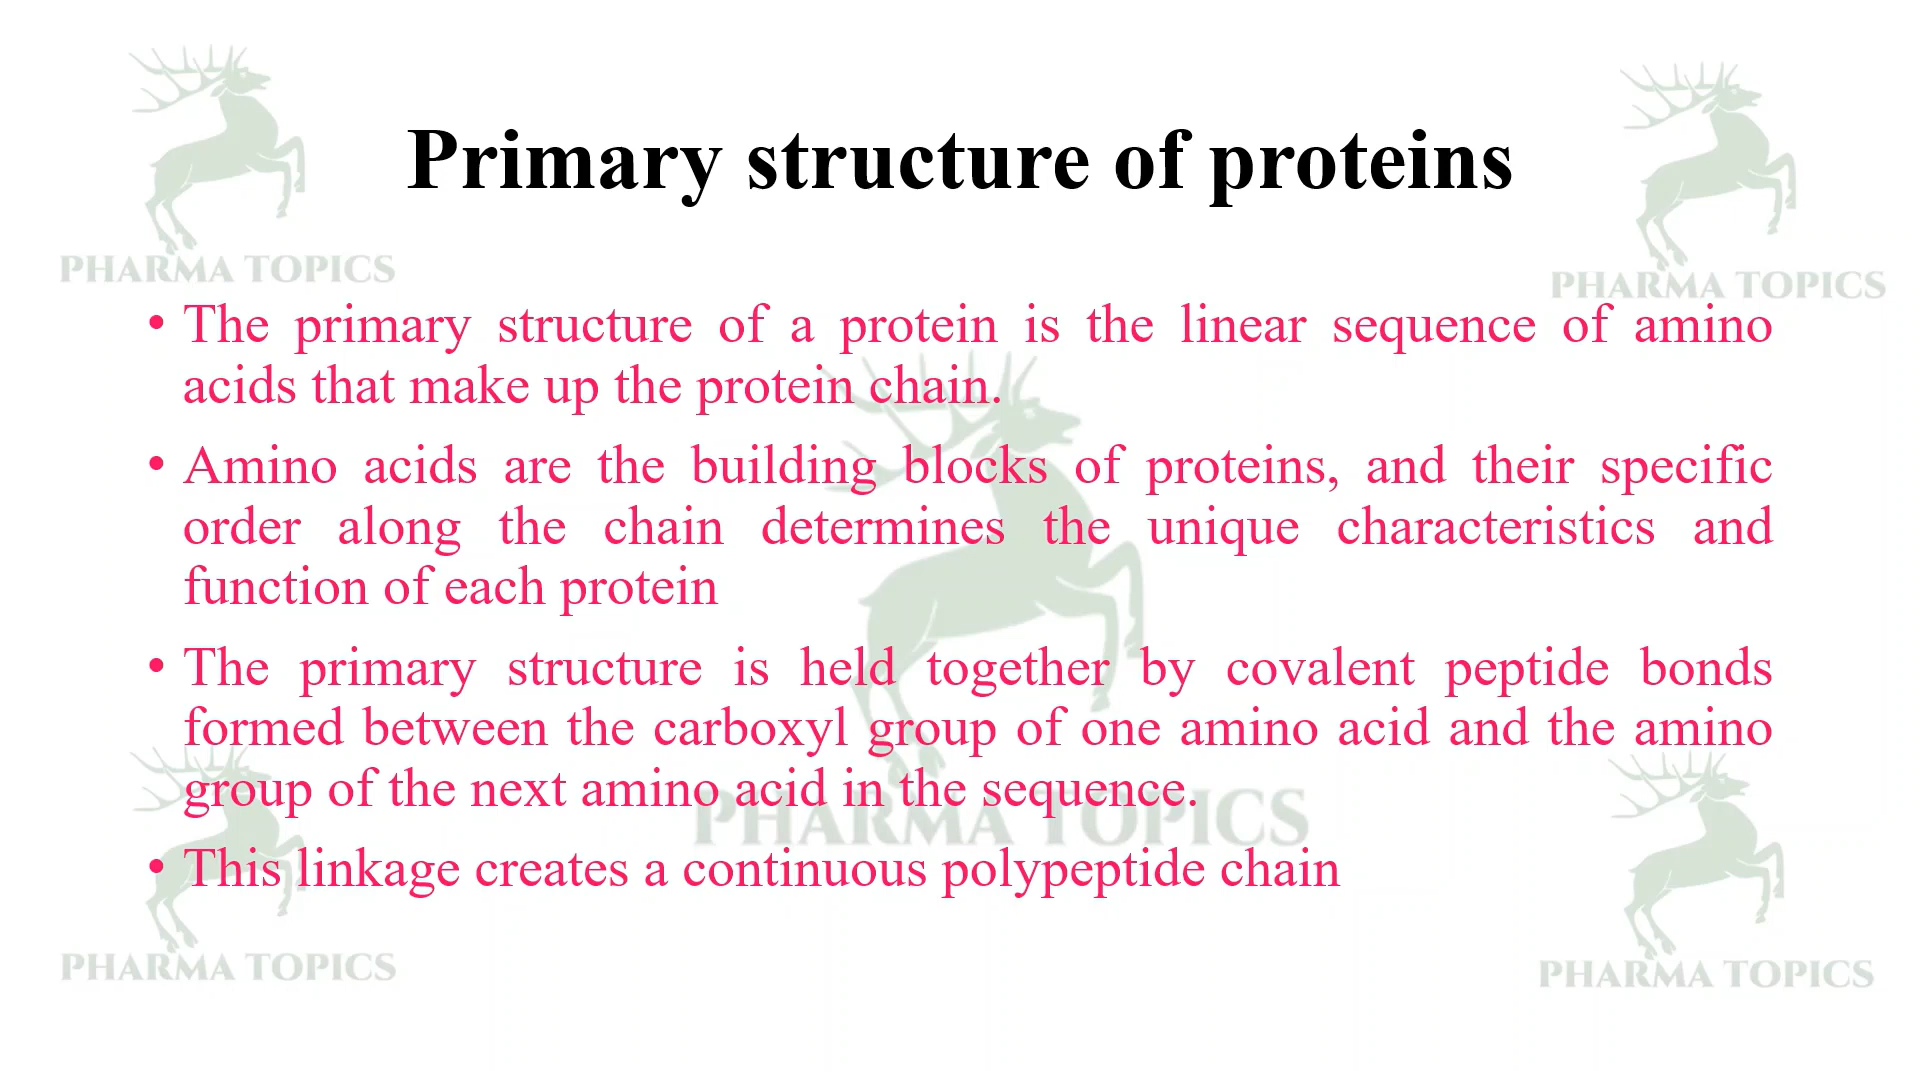 Primary structure of proteins
PHARMA TOPICS
PHARMA TOPICS
• The primary structure of a protein is the linear sequence of amino
acids that make up the protein chain.
• Amino acids are the building blocks of proteins, and their specific
order along the chain determines the unique characteristics and
function of each protein
• The primary structure is held together by covalent peptide bonds
formed between the carboxyl group of one amino acid and the amino
group of the next amino acid in the sequence.
PHARMA TOPICS
• This linkage creates a continuous polypeptide chain
PHARMA TOPICS
PHARMA TOPICS